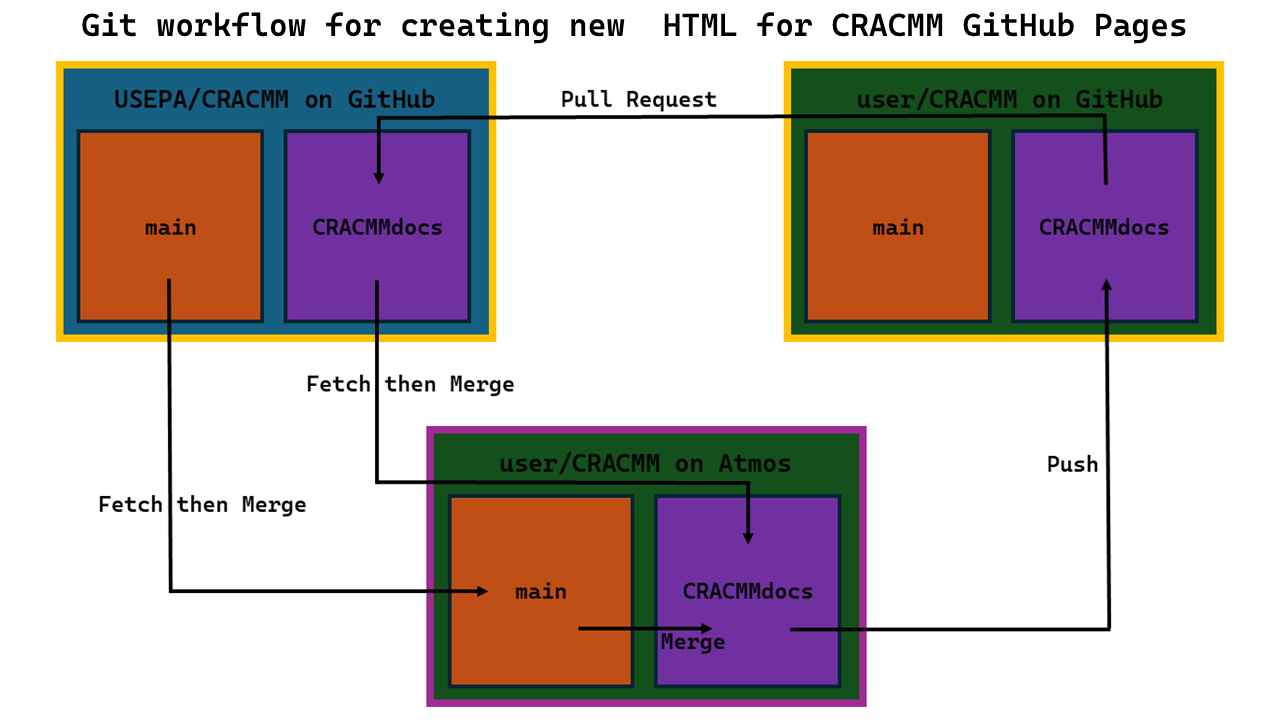 Git workflow for creating new  HTML for CRACMM GitHub Pages
USEPA/CRACMM on GitHub
Pull Request
user/CRACMM on GitHub
main
CRACMMdocs
main
CRACMMdocs
Fetch then Merge
user/CRACMM on Atmos
Push
Fetch then Merge
main
CRACMMdocs
Merge